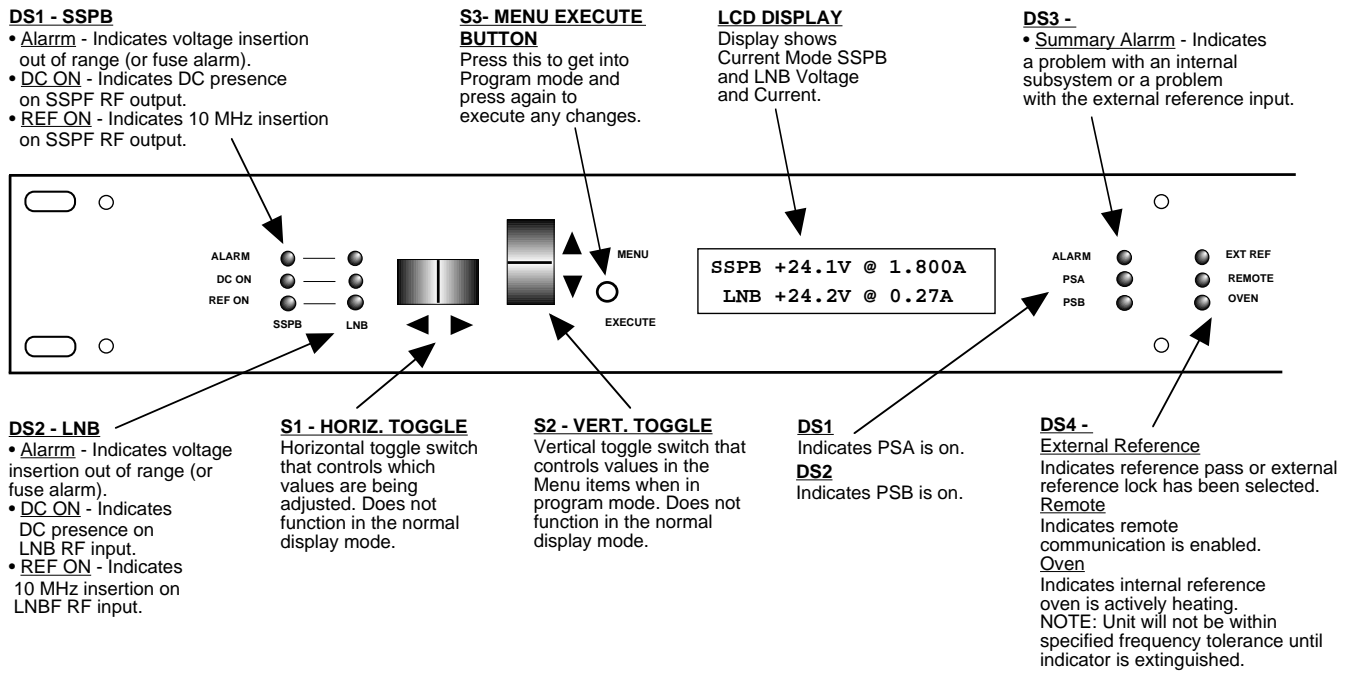 DS1 - SSPB
• Alarrm - Indicates voltage insertion
out of range (or fuse alarm).
• DC ON - Indicates DC presence
on SSPF RF output.
• REF ON - Indicates 10 MHz insertion
on SSPF RF output.
S3- MENU EXECUTE
BUTTON
Press this to get into
Program mode and
press again to
execute any changes.
LCD DISPLAY
Display shows
Current Mode SSPB
and LNB Voltage
and Current.
DS3 -
• Summary Alarrm - Indicates
a problem with an internal
subsystem or a problem
with the external reference input.
ALARM
DC ON
REF ON
SSPB
LNB
MENU
EXECUTE
SSPB +24.1V @ 1.800A
LNB +24.2V @ 0.27A
ALARM
PSA
PSB
EXT REF
REMOTE
OVEN
DS2 - LNB
• Alarrm - Indicates voltage
insertion out of range (or
fuse alarm).
• DC ON - Indicates
DC presence on
LNB RF input.
• REF ON - Indicates
10 MHz insertion on
LNBF RF input.
S1 - HORIZ. TOGGLE
Horizontal toggle switch
that controls which
values are being
adjusted. Does not
function in the normal
display mode.
S2 - VERT. TOGGLE
Vertical toggle switch that
controls values in the
Menu items when in
program mode. Does not
function in the normal
display mode.
DS1
Indicates PSA is on.
DS2
Indicates PSB is on.
DS4 -
External Reference
Indicates reference pass or external
reference lock has been selected.
Remote
Indicates remote
communication is enabled.
Oven
Indicates internal reference
oven is actively heating.
NOTE: Unit will not be within
specified frequency tolerance until
indicator is extinguished.